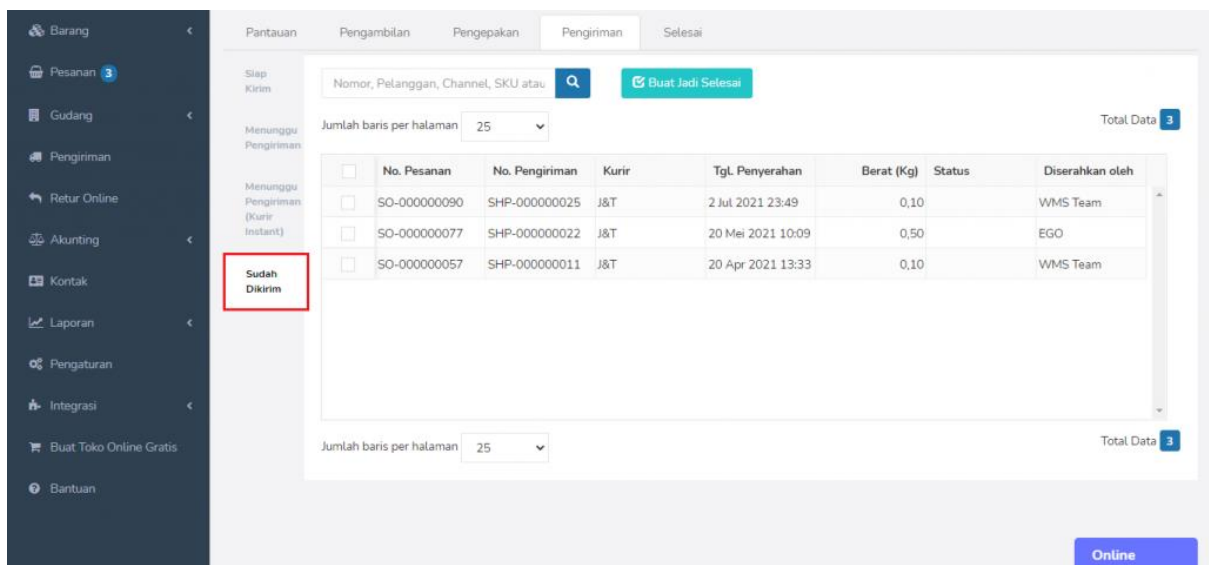 Barang
Pesanan 3
Gudang
Pengiriman
Retur Online
Akunting
Kontak
Laporan
Pengaturan
Integrasi
Buat Toko Online Gratis
Bantuan
Pantauan Pengambilan Pengepakan Pengiriman Selesai
Siap
Kirim
Menunggu
Pengiriman
Menunggu
Pengiriman
(Kurir
Instant)
Sudah
Dikirim
Nomor, Pelanggan, Channel, SKU atau Buat Jadi Selesai
Jumlah baris per halaman 25 Total Data 3
No. Pesanan No. Pengiriman Kurir Tgl. Penyerahan Berat (Kg) Status Diserahkan oleh
SO-000000090 SHP-000000025 J&T 2 Jul 2021 23:49 0,10 WMS Team
SO-000000077 SHP-000000022 J&T 20 Mei 2021 10:09 0,50 EGO
SO-000000057 SHP-000000011 J&T 20 Apr 2021 13:33 0,10 WMS Team
Jumlah baris per halaman 25 Total Data 3
Online